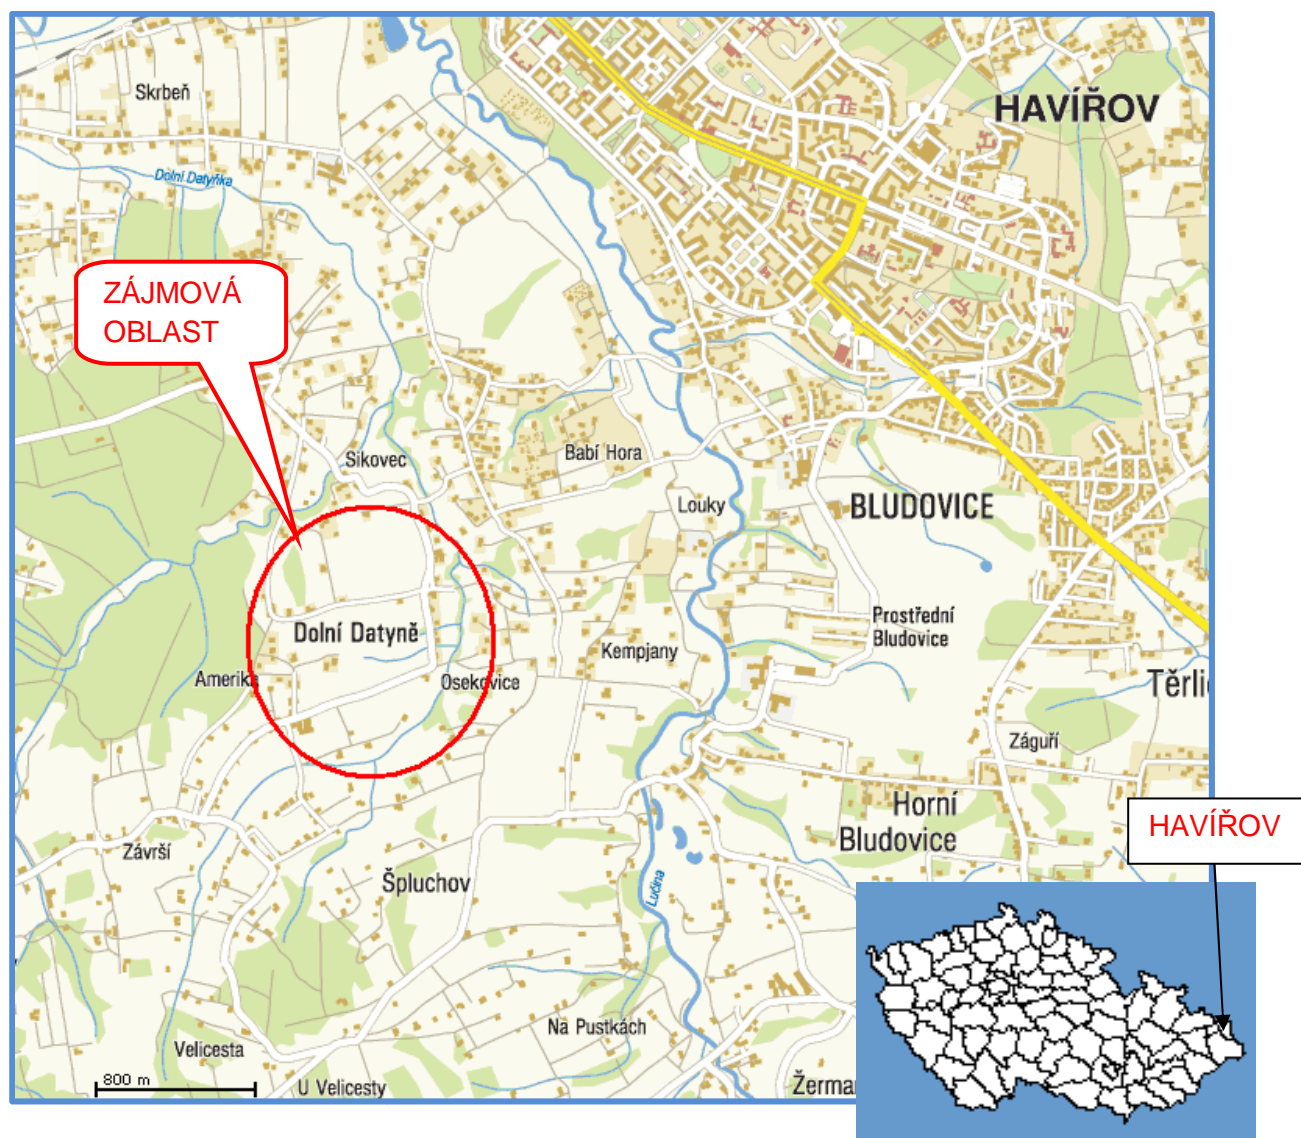 Skrbeň
HAVÍŘOV
Dolní Datyňka
ZÁJMOVÁ
OBLAST
Babí Hora
Sikovec
Louky
BLUDOVICE
Prostřední
Bludovice
Dolní Datyně
Kempjany
Amerika
Osekovice
Těrli
Záguří
Horní
Bludovice
HAVÍŘOV
Závrší
Špluchov
Lučina
Na Pustkách
Velicesta
800 m
U Velicesty
Žerma